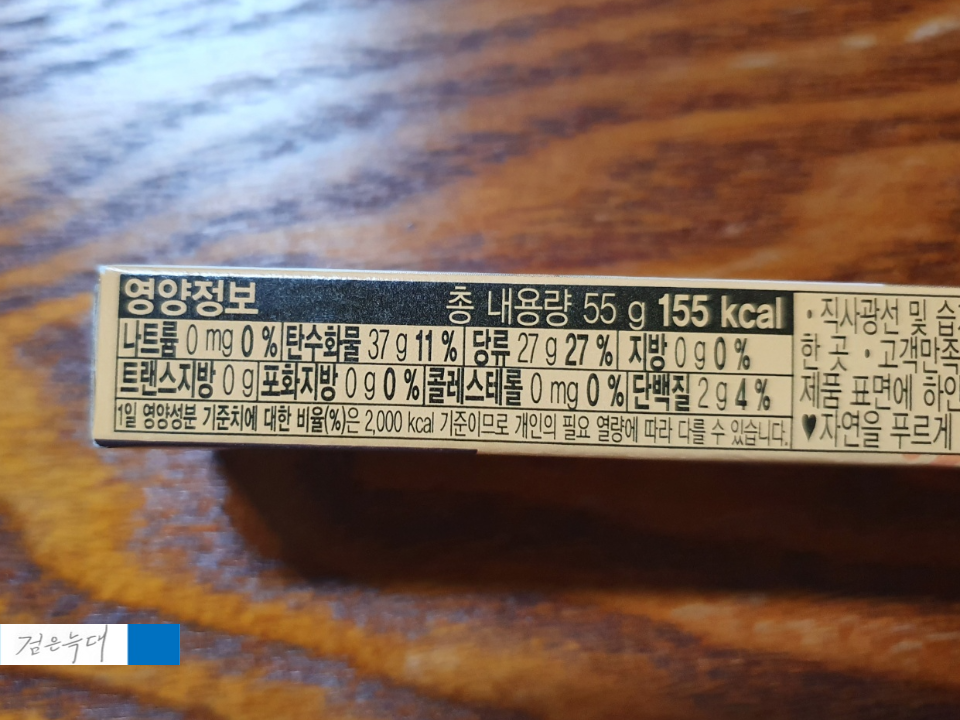 영양정보 총 내용량 55 g 155 kcal
나트륨 0 mg 0 % 탄수화물 37 g 11 % 당류 27 g 27 % 지방 0 g 0 %
트랜스지방 0 g 포화지방 0 g 0 % 콜레스테롤 0 mg 0 % 단백질 2 g 4 %
1일 영양성분 기준치에 대한 비율(%)은 2,000 kcal 기준이므로 개인의 필요 열량에 따라 다를 수 있습니다.
· 직사광선 및
한 곳 · 고객만족
제품 표면에
♥자연을 푸르게
검은늑대